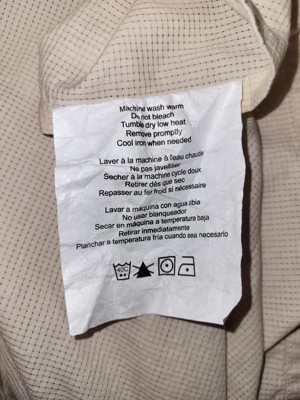 Machine wash warm
Do not bleach
Tumble dry low heat
Remove promptly
Cool iron when needed
Laver à la machine à l'eau chaude
Ne pas javelliser
Secher à la machine cycle doux
Retirer dès que sec
Repasser au fer froid si nécessaire
Lavar a máquina con agua tibia
No usar blanqueador
Secar en máquina a temperatura baja
Retirar inmediatamente
Planchar a temperatura fria cuando sea necesario
40C